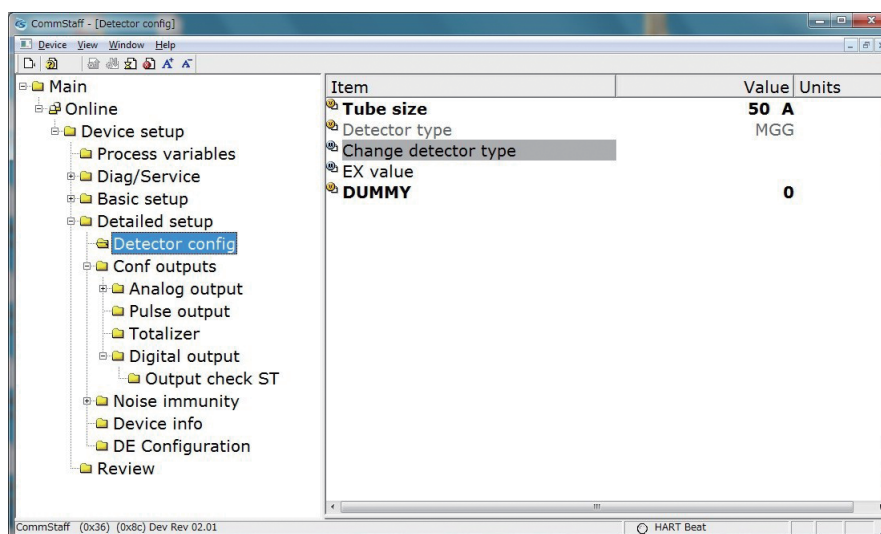 CommStaff - [Detector config]
Device View Window Help
Main
Online
Device setup
Process variables
Diag/Service
Basic setup
Detailed setup
Detector config
Conf outputs
Analog output
Pulse output
Totalizer
Digital output
Output check ST
Noise immunity
Device info
DE Configuration
Review
Item Value Units
Tube size 50 A
Detector type MGG
Change detector type
EX value
DUMMY 0
CommStaff (0x36) (0x8c) Dev Rev 02.01 HART Beat